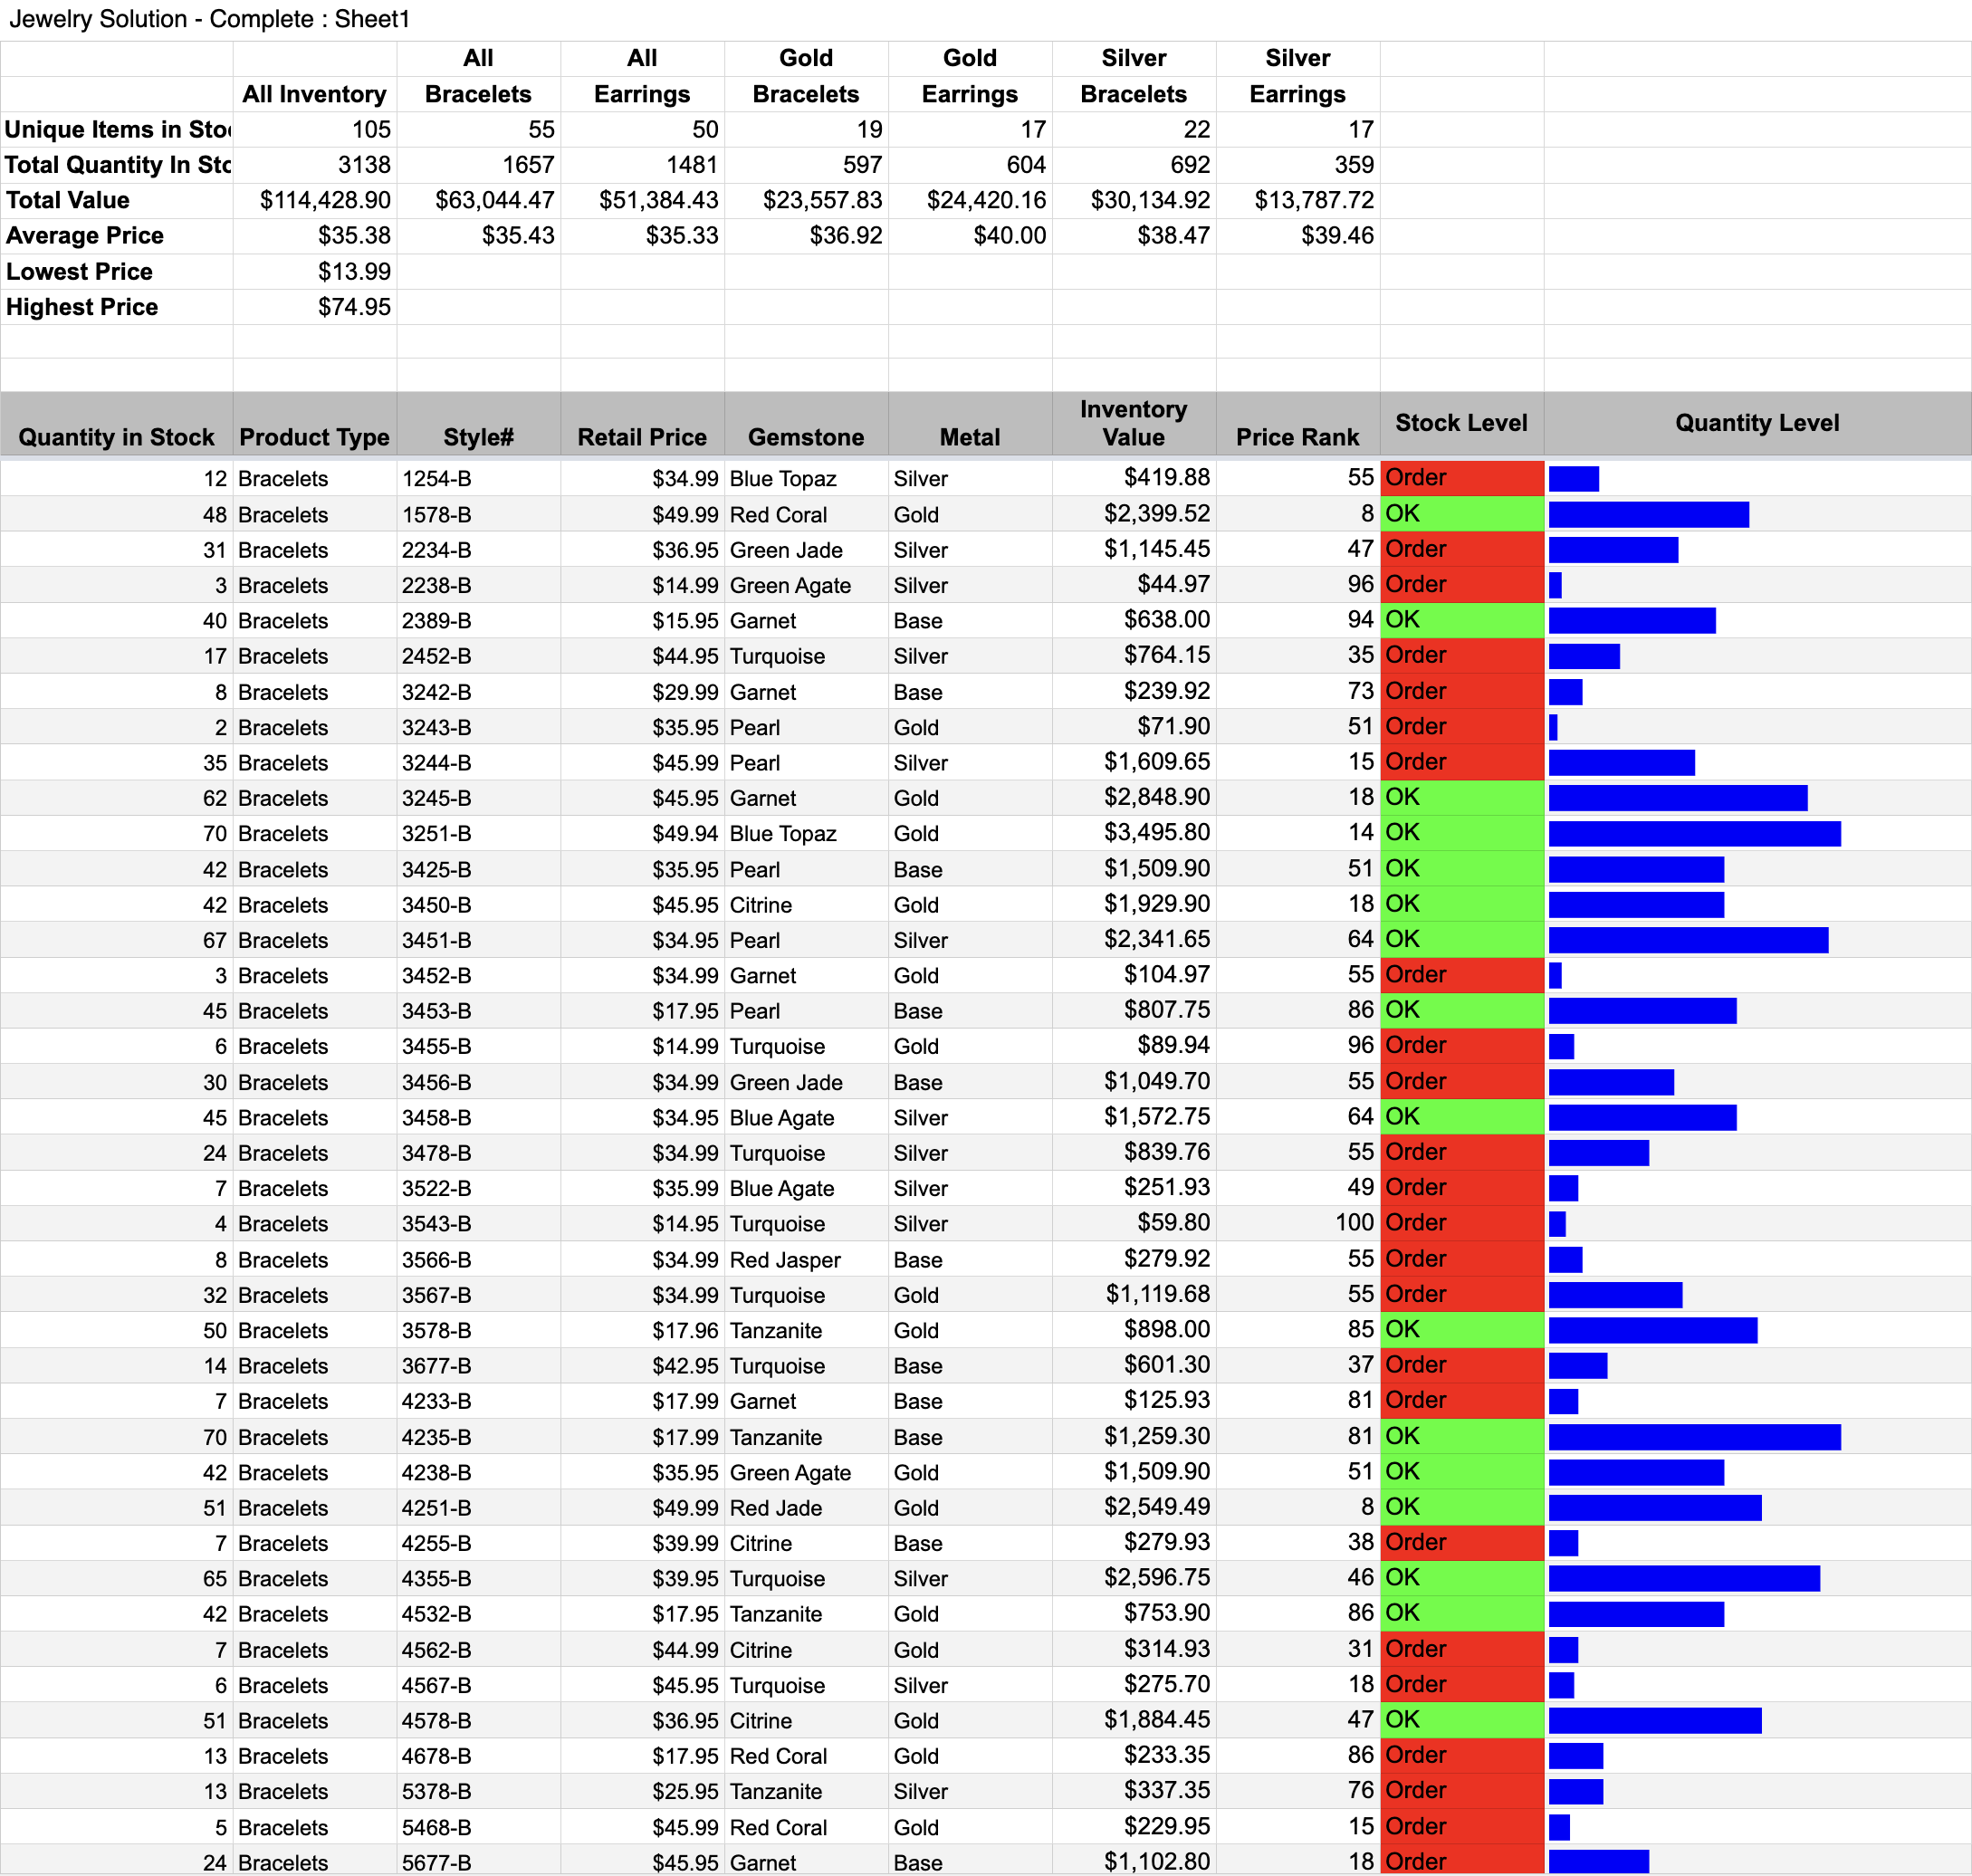 Jewelry Solution - Complete : Sheet1
All All Gold Gold Silver Silver
All Inventory Bracelets Earrings Bracelets Earrings Bracelets Earrings
Unique Items in Sto 105 55 50 19 17 22 17
Total Quantity In Sto 3138 1657 1481 597 604 692 359
Total Value $114,428.90 $63,044.47 $51,384.43 $23,557.83 $24,420.16 $30,134.92 $13,787.72
Average Price $35.38 $35.43 $35.33 $36.92 $40.00 $38.47 $39.46
Lowest Price $13.99
Highest Price $74.95
Quantity in Stock Product Type Style# Retail Price Gemstone Metal Inventory Value Price Rank Stock Level Quantity Level
12 Bracelets 1254-B $34.99 Blue Topaz Silver $419.88 55 Order
48 Bracelets 1578-B $49.99 Red Coral Gold $2,399.52 8 OK
31 Bracelets 2234-B $36.95 Green Jade Silver $1,145.45 47 Order
3 Bracelets 2238-B $14.99 Green Agate Silver $44.97 96 Order
40 Bracelets 2389-B $15.95 Garnet Base $638.00 94 OK
17 Bracelets 2452-B $44.95 Turquoise Silver $764.15 35 Order
8 Bracelets 3242-B $29.99 Garnet Base $239.92 73 Order
2 Bracelets 3243-B $35.95 Pearl Gold $71.90 51 Order
35 Bracelets 3244-B $45.99 Pearl Silver $1,609.65 15 Order
62 Bracelets 3245-B $45.95 Garnet Gold $2,848.90 18 OK
70 Bracelets 3251-B $49.94 Blue Topaz Gold $3,495.80 14 OK
42 Bracelets 3425-B $35.95 Pearl Base $1,509.90 51 OK
42 Bracelets 3450-B $45.95 Citrine Gold $1,929.90 18 OK
67 Bracelets 3451-B $34.95 Pearl Silver $2,341.65 64 OK
3 Bracelets 3452-B $34.99 Garnet Gold $104.97 55 Order
45 Bracelets 3453-B $17.95 Pearl Base $807.75 86 OK
6 Bracelets 3455-B $14.99 Turquoise Gold $89.94 96 Order
30 Bracelets 3456-B $34.99 Green Jade Base $1,049.70 55 Order
45 Bracelets 3458-B $34.95 Blue Agate Silver $1,572.75 64 OK
24 Bracelets 3478-B $34.99 Turquoise Silver $839.76 55 Order
7 Bracelets 3522-B $35.99 Blue Agate Silver $251.93 49 Order
4 Bracelets 3543-B $14.95 Turquoise Silver $59.80 100 Order
8 Bracelets 3566-B $34.99 Red Jasper Base $279.92 55 Order
32 Bracelets 3567-B $34.99 Turquoise Gold $1,119.68 55 Order
50 Bracelets 3578-B $17.96 Tanzanite Gold $898.00 85 OK
14 Bracelets 3677-B $42.95 Turquoise Base $601.30 37 Order
7 Bracelets 4233-B $17.99 Garnet Base $125.93 81 Order
70 Bracelets 4235-B $17.99 Tanzanite Base $1,259.30 81 OK
42 Bracelets 4238-B $35.95 Green Agate Gold $1,509.90 51 OK
51 Bracelets 4251-B $49.99 Red Jade Gold $2,549.49 8 OK
7 Bracelets 4255-B $39.99 Citrine Base $279.93 38 Order
65 Bracelets 4355-B $39.95 Turquoise Silver $2,596.75 46 OK
42 Bracelets 4532-B $17.95 Tanzanite Gold $753.90 86 OK
7 Bracelets 4562-B $44.99 Citrine Gold $314.93 31 Order
6 Bracelets 4567-B $45.95 Turquoise Silver $275.70 18 Order
51 Bracelets 4578-B $36.95 Citrine Gold $1,884.45 47 OK
13 Bracelets 4678-B $17.95 Red Coral Gold $233.35 86 Order
13 Bracelets 5378-B $25.95 Tanzanite Silver $337.35 76 Order
5 Bracelets 5468-B $45.99 Red Coral Gold $229.95 15 Order
24 Bracelets 5677-B $45.95 Garnet Base $1,102.80 18 Order